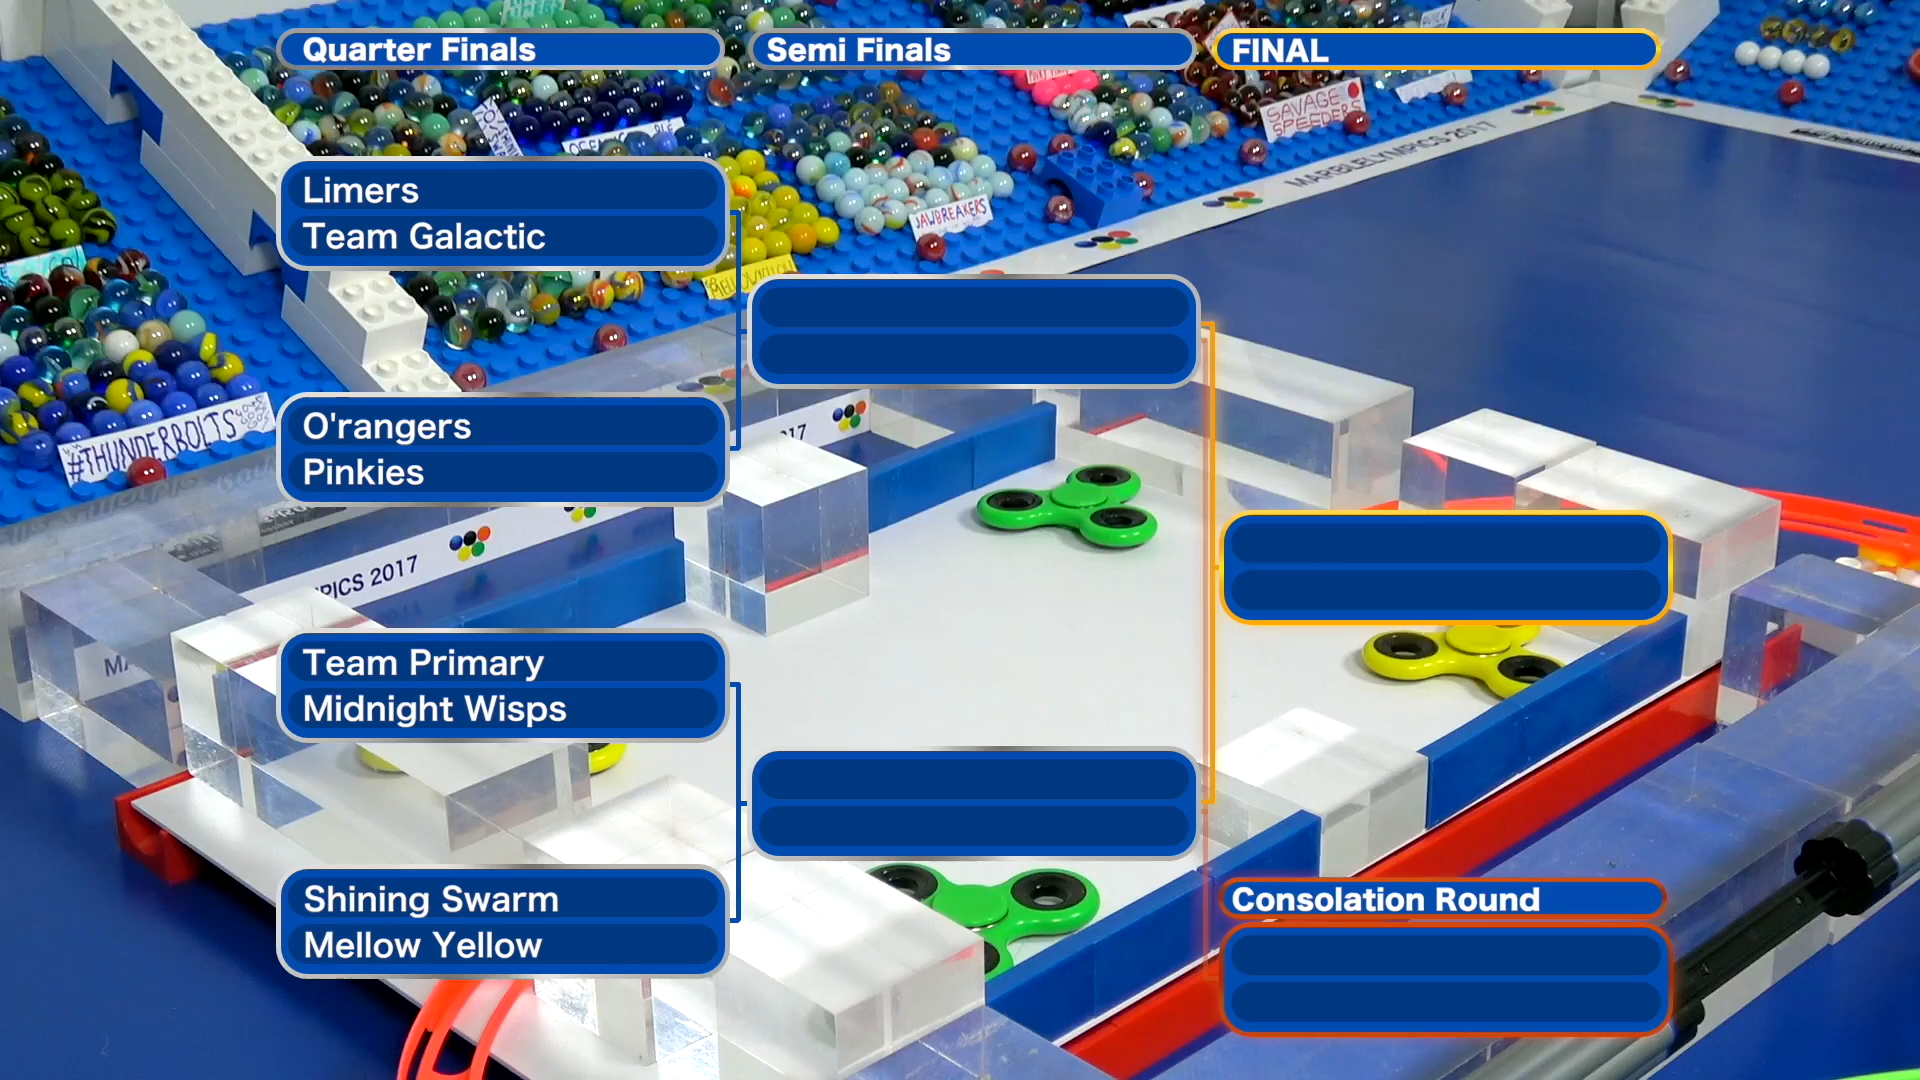 Quarter Finals
Semi Finals
FINAL
Limers
Team Galactic
O'rangers
Pinkies
Team Primary
Midnight Wisps
Shining Swarm
Mellow Yellow
Consolation Round
SAVAGE
SPEEDERS
MARBLELYMPICS 2017
JAWBREAKERS
#THUNDERBOLTS
PICS 2017